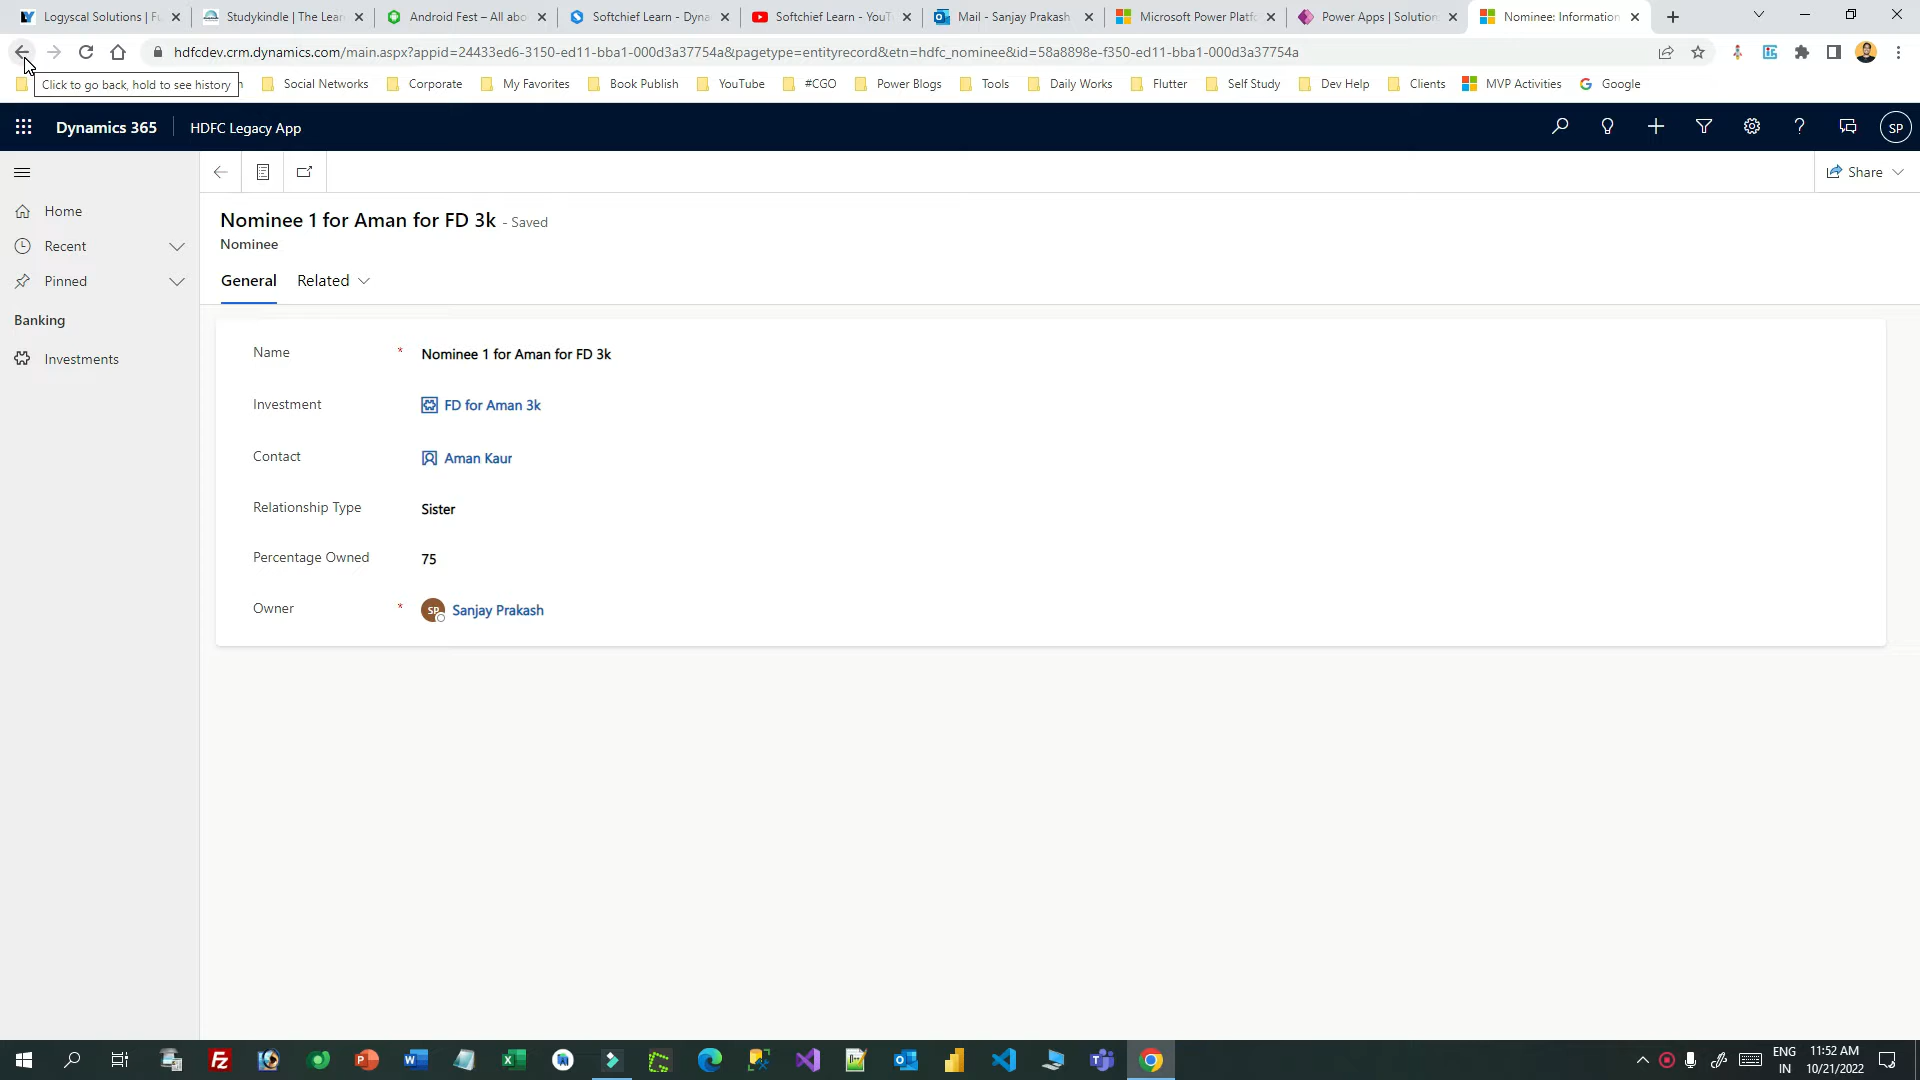 Logyscal Solutions | Fu
Studykindle | The Lear
Android Fest – All abo
Softchief Learn - Dyna
Softchief Learn - YouT
Mail - Sanjay Prakash
Microsoft Power Platfo
Power Apps | Solution
Nominee: Information
hdfcdev.crm.dynamics.com/main.aspx?appid=24433ed6-3150-ed11-bba1-000d3a37754a&pagetype=entityrecord&etn=hdfc_nominee&id=58a8898e-f350-ed11-bba1-000d3a37754a
Click to go back, hold to see history
Social Networks
Corporate
My Favorites
Book Publish
YouTube
#CGO
Power Blogs
Tools
Daily Works
Flutter
Self Study
Dev Help
Clients
MVP Activities
Google
Dynamics 365
HDFC Legacy App
SP
Share
Home
Recent
Pinned
Banking
Investments
Nominee 1 for Aman for FD 3k - Saved
Nominee
General
Related
Name * Nominee 1 for Aman for FD 3k
Investment FD for Aman 3k
Contact Aman Kaur
Relationship Type Sister
Percentage Owned 75
Owner * SP Sanjay Prakash
ENG
IN
11:52 AM
10/21/2022